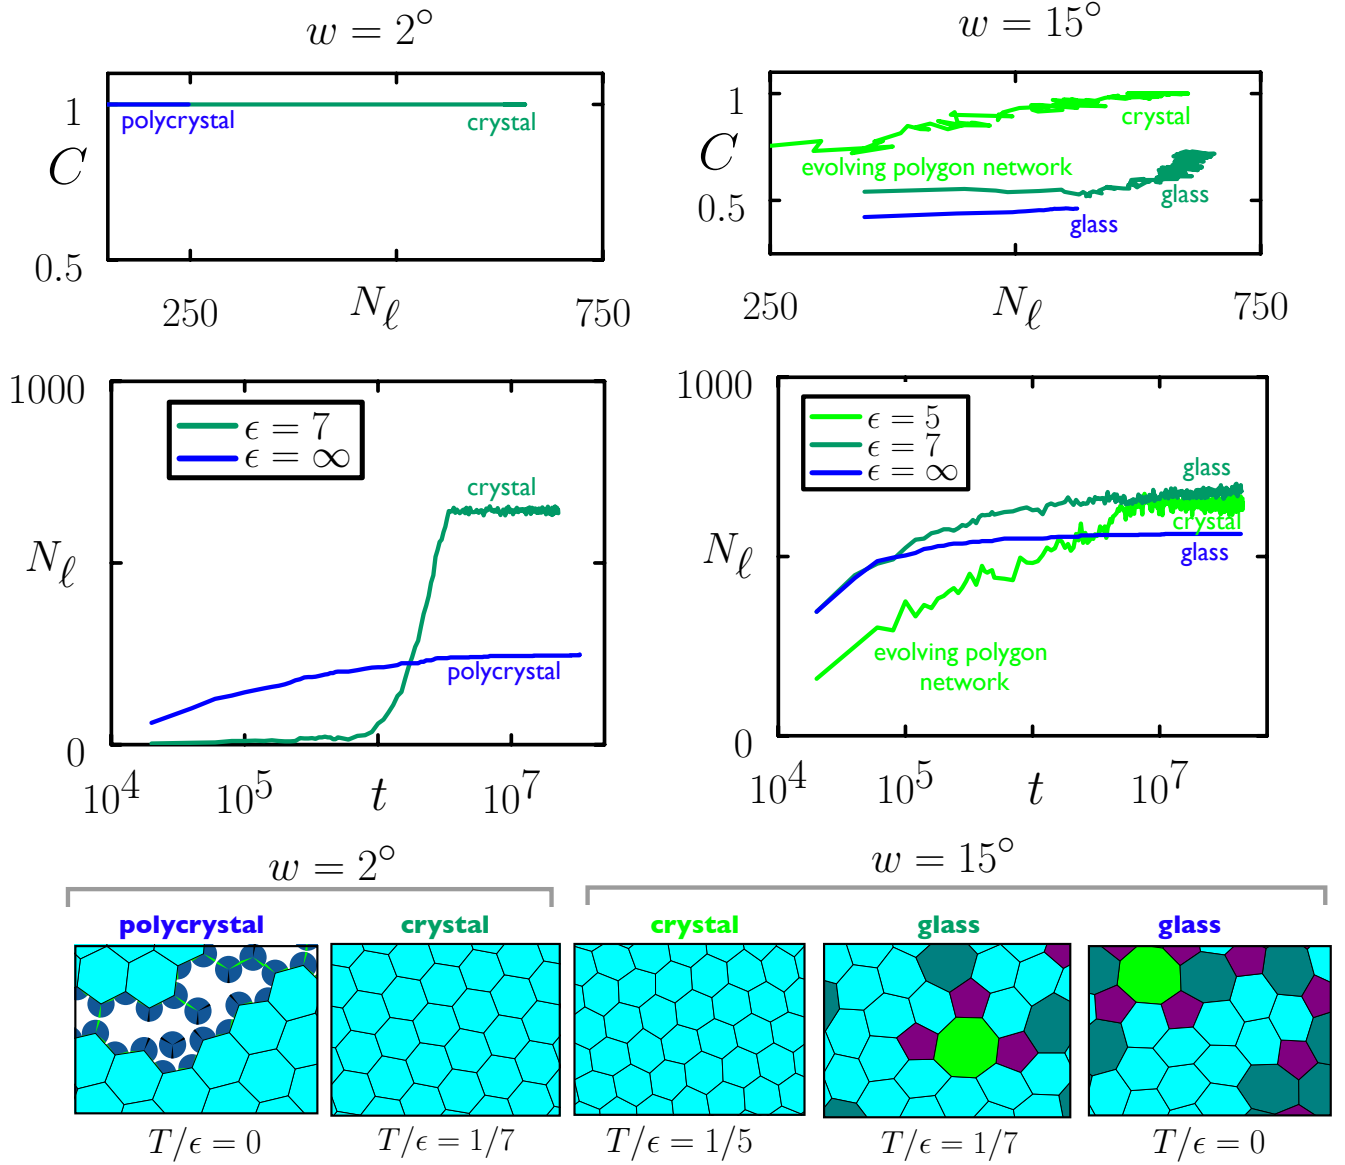 w = 2°
w = 15°
1
C
0.5
polycrystal
crystal
250
N_ℓ
750
1
C
0.5
crystal
evolving polygon network
glass
glass
250
N_ℓ
750
1000
N_ℓ
0
ϵ = 7
ϵ = ∞
crystal
polycrystal
10^4
10^5
t
10^7
1000
N_ℓ
0
ϵ = 5
ϵ = 7
ϵ = ∞
glass
crystal
glass
evolving polygon
network
10^4
10^5
t
10^7
w = 2°
w = 15°
polycrystal
crystal
crystal
glass
glass
T/ϵ = 0
T/ϵ = 1/7
T/ϵ = 1/5
T/ϵ = 1/7
T/ϵ = 0